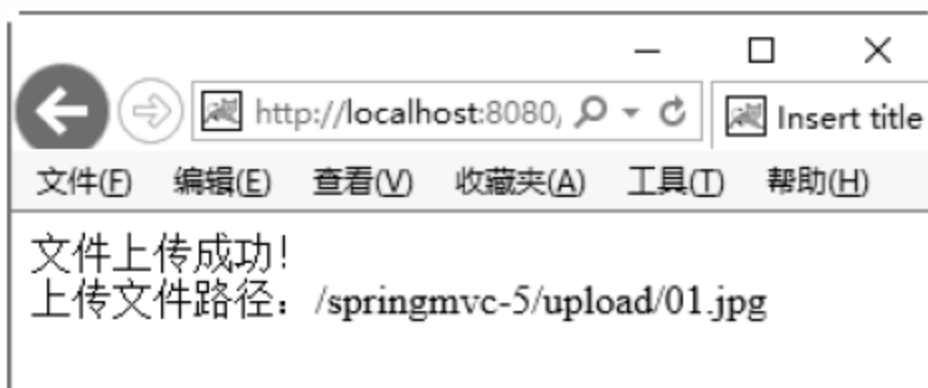 http://localhost:8080/
Insert title
文件(F) 编辑(E) 查看(V) 收藏夹(A) 工具(T) 帮助(H)
文件上传成功！
上传文件路径：/springmvc-5/upload/01.jpg